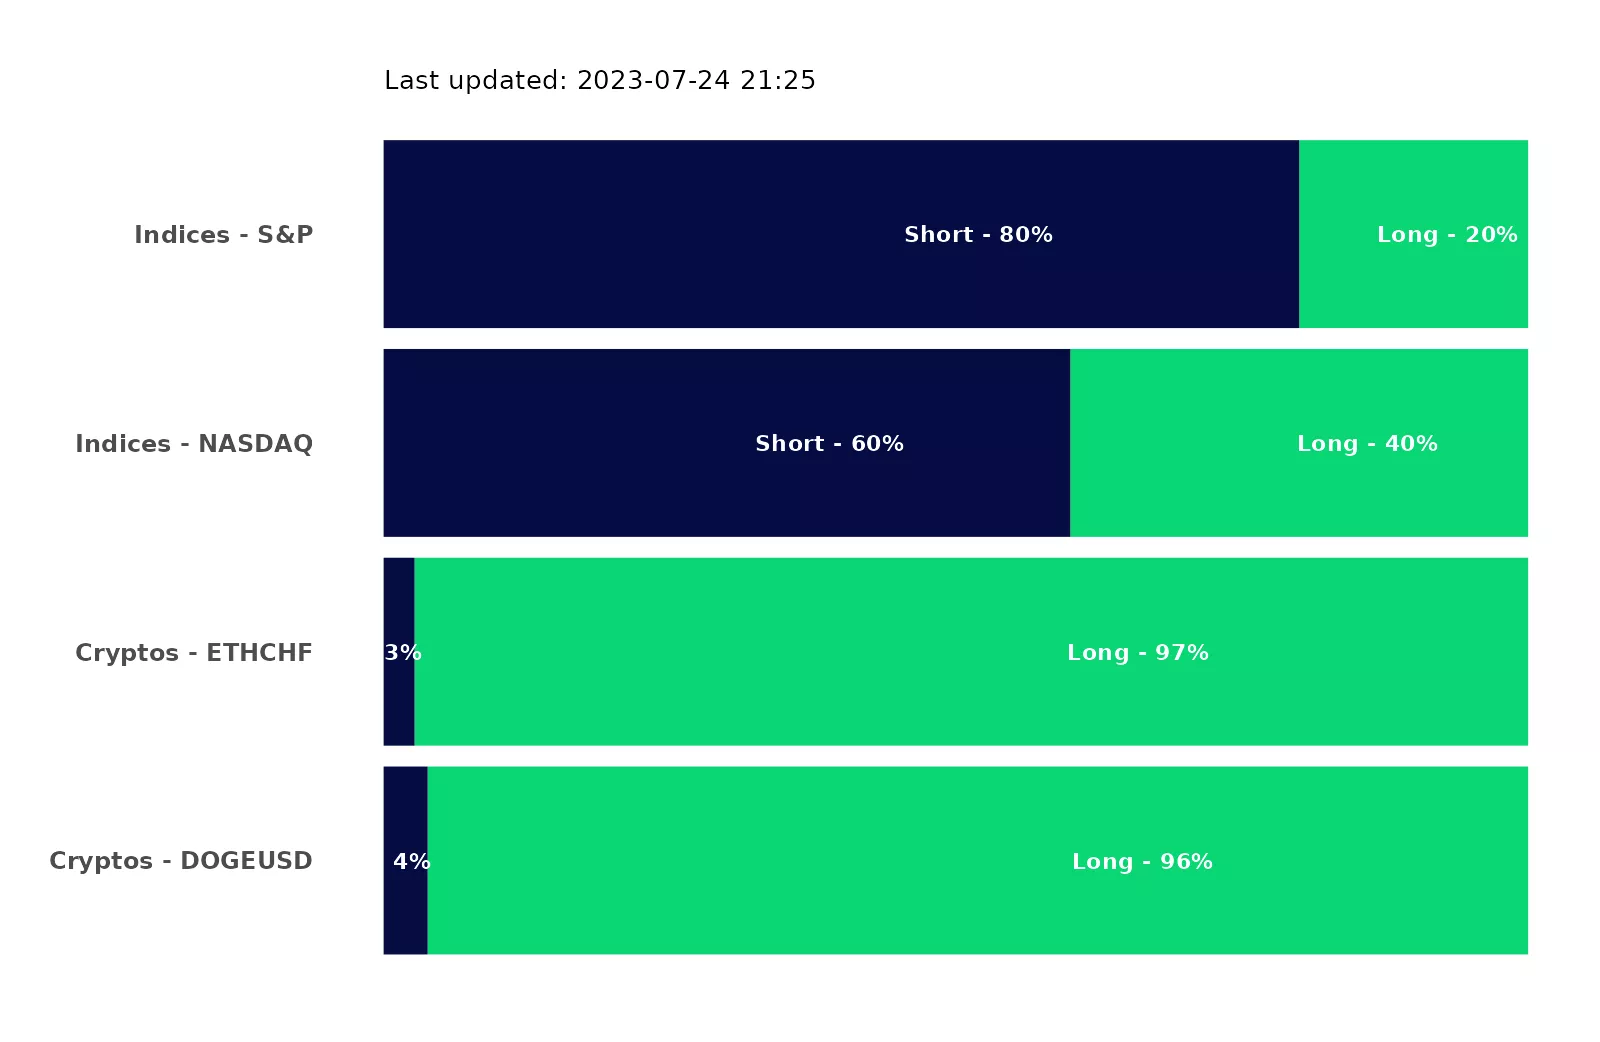 Last updated: 2023-07-24 21:25
Indices - S&P Short - 80% Long - 20%
Indices - NASDAQ Short - 60% Long - 40%
Cryptos - ETHCHF 3% Long - 97%
Cryptos - DOGEUSD 4% Long - 96%